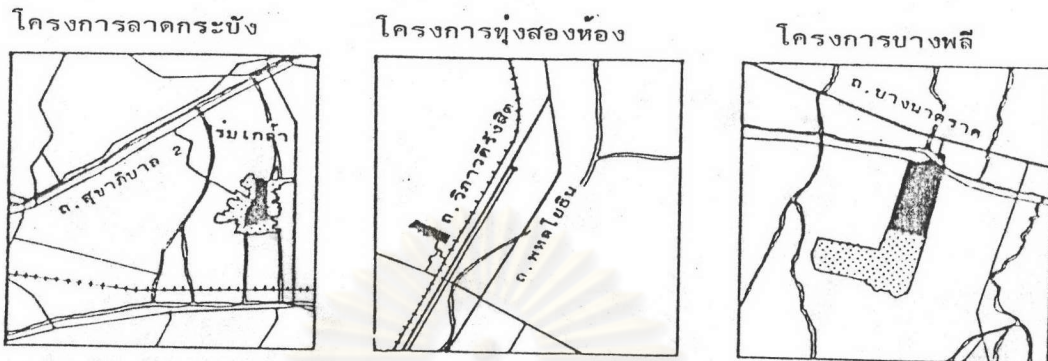 โครงการลาดกระบัง
โครงการทุ่งสองห้อง
โครงการบางพลี
ถ.สุขาภิบาล 2
ร่มเกล้า
ถ.วิภาวดีรังสิต
ถ.พหลโยธิน
ถ.บางนาตราด